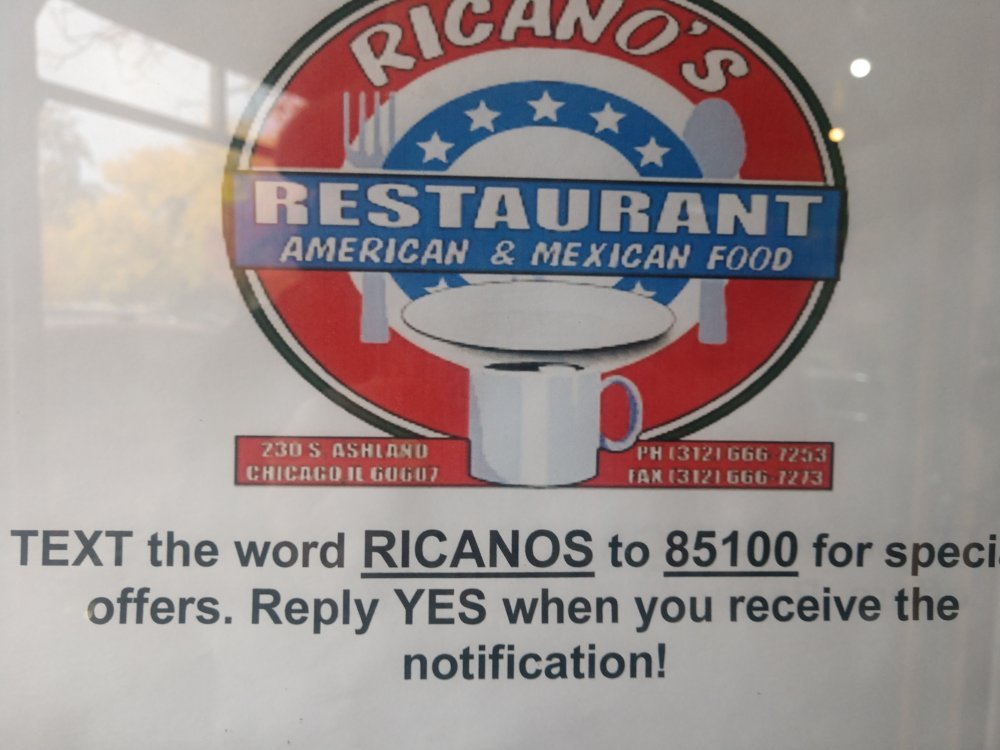 RICANO'S
RESTAURANT
AMERICAN & MEXICAN FOOD
230 S ASHLAND
CHICAGO IL 60607
PH (312) 666-7253
FAX (312) 666-7273
TEXT the word RICANOS to 85100 for specia
offers. Reply YES when you receive the
notification!